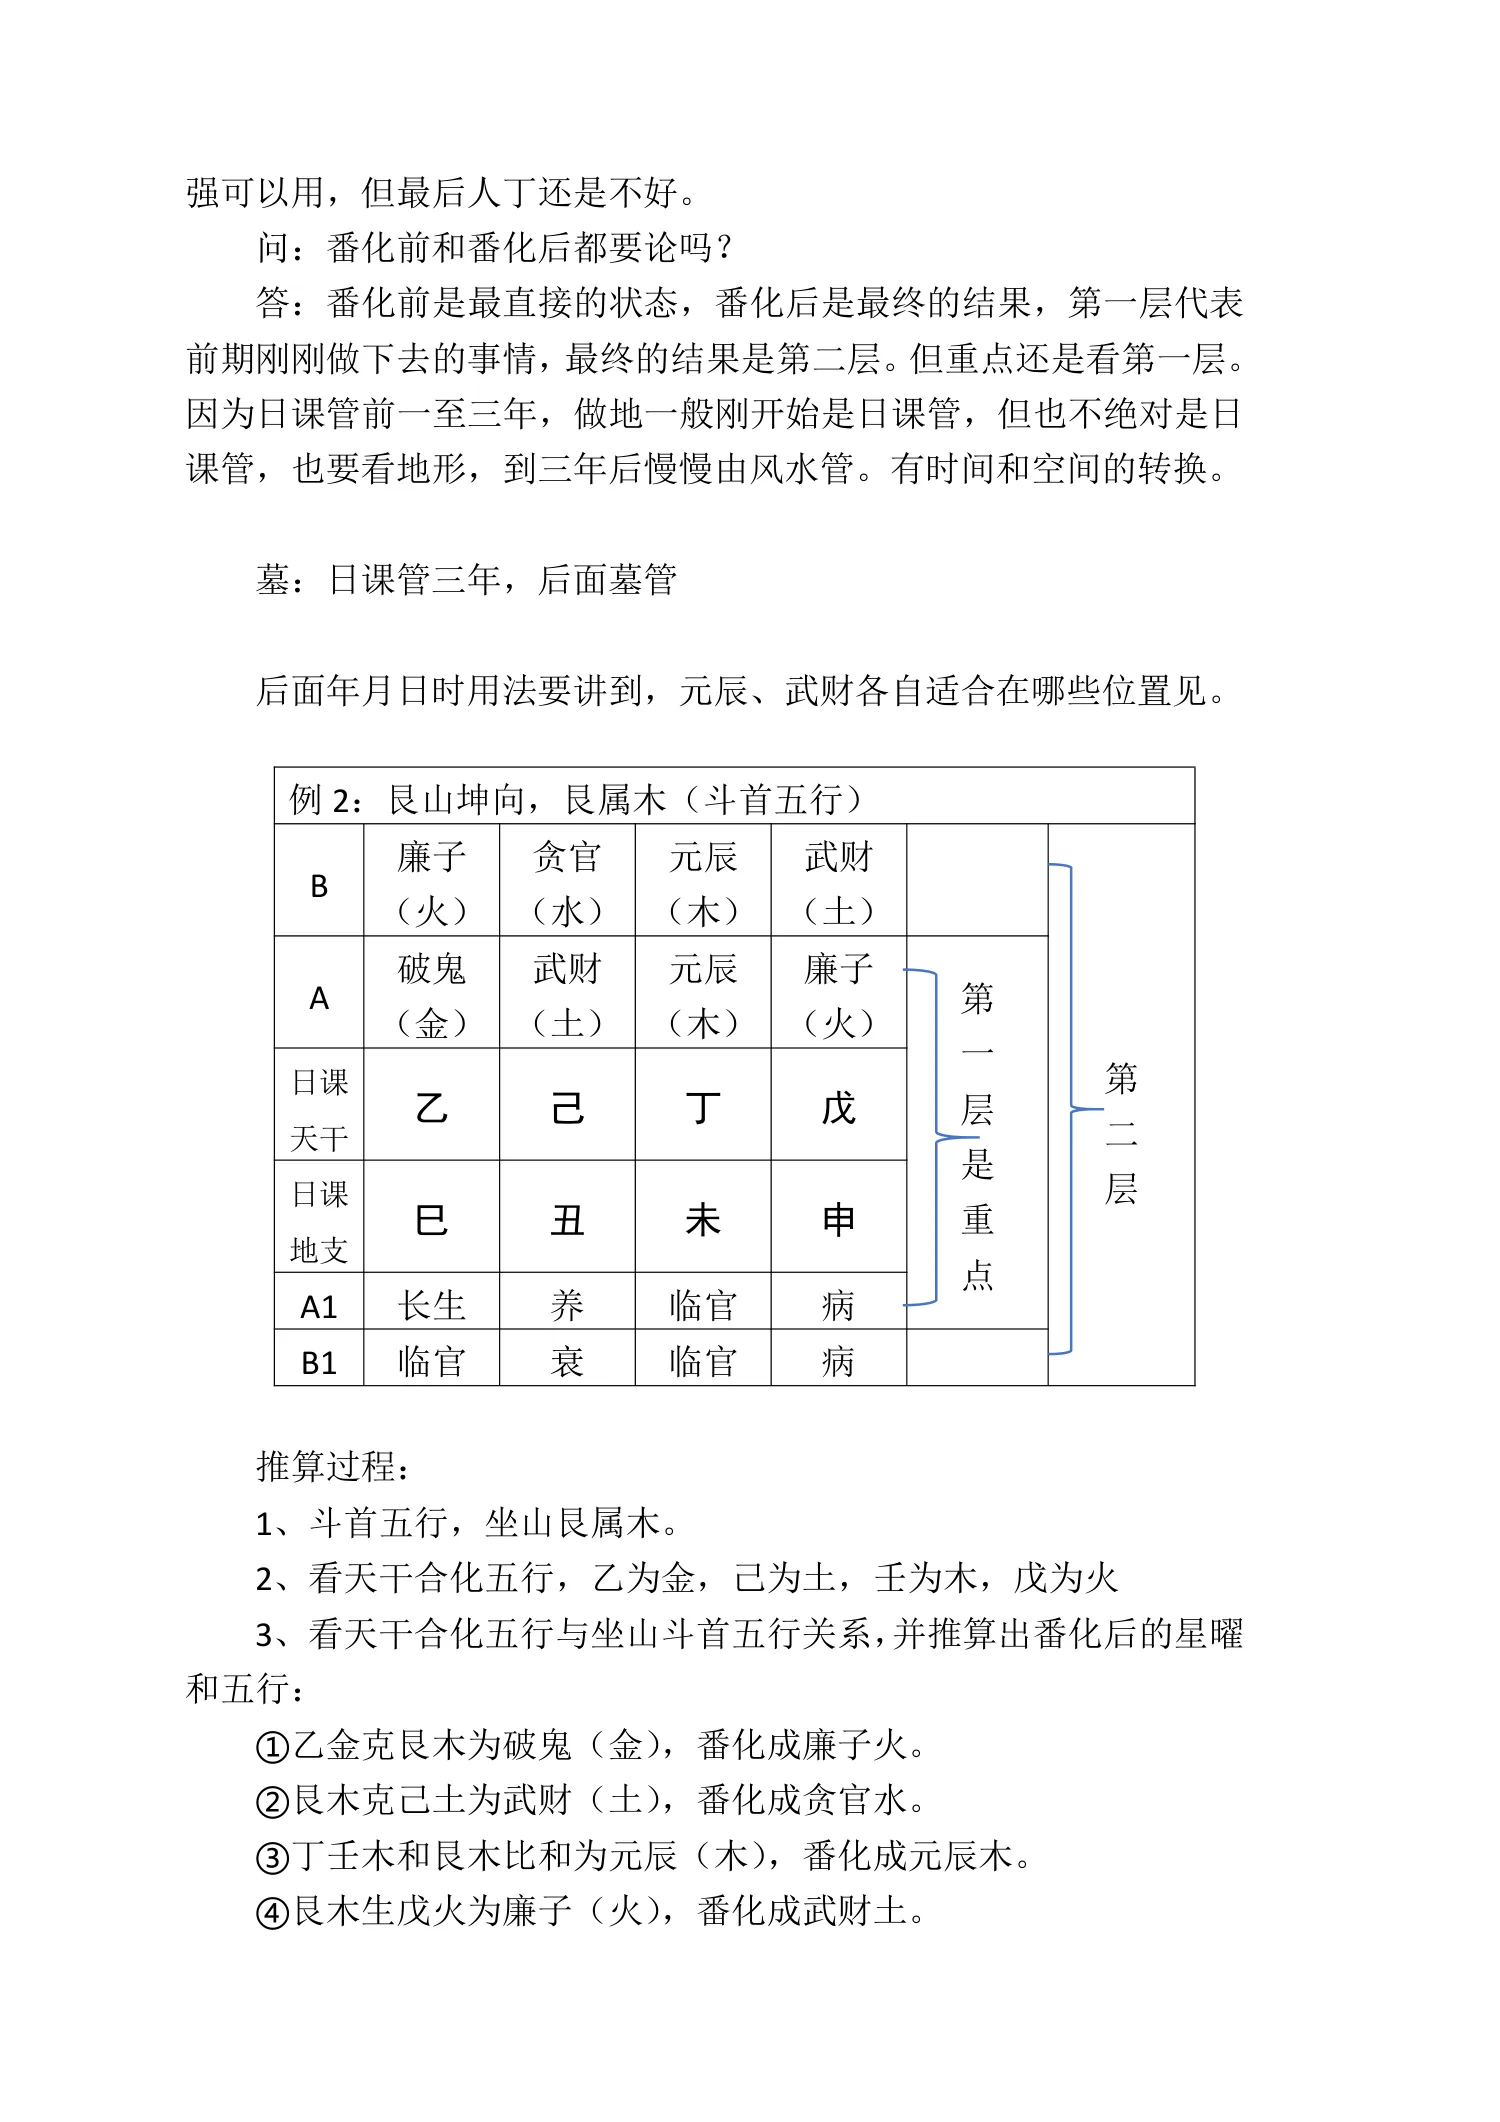 强可以用，但最后人丁还是不好。
问：番化前和番化后都要论吗？
答：番化前是最直接的状态，番化后是最终的结果，第一层代表
前期刚刚做下去的事情，最终的结果是第二层。但重点还是看第一层。
因为日课管前一至三年，做地一般刚开始是日课管，但也不绝对是日
课管，也要看地形，到三年后慢慢由风水管。有时间和空间的转换。
墓：日课管三年，后面墓管
后面年月日时用法要讲到，元辰、武财各自适合在哪些位置见。
例 2：艮山坤向，艮属木（斗首五行）
B 廉子（火） 贪官（水） 元辰（木） 武财（土）
A 破鬼（金） 武财（土） 元辰（木） 廉子（火） 第一层是重点 第二层
日课天干 乙 己 丁 戊
日课地支 巳 丑 未 申
A1 长生 养 临官 病
B1 临官 衰 临官 病
推算过程：
1、斗首五行，坐山艮属木。
2、看天干合化五行，乙为金，己为土，壬为木，戊为火
3、看天干合化五行与坐山斗首五行关系，并推算出番化后的星曜
和五行：
①乙金克艮木为破鬼（金），番化成廉子火。
②艮木克己土为武财（土），番化成贪官水。
③丁壬木和艮木比和为元辰（木），番化成元辰木。
④艮木生戊火为廉子（火），番化成武财土。